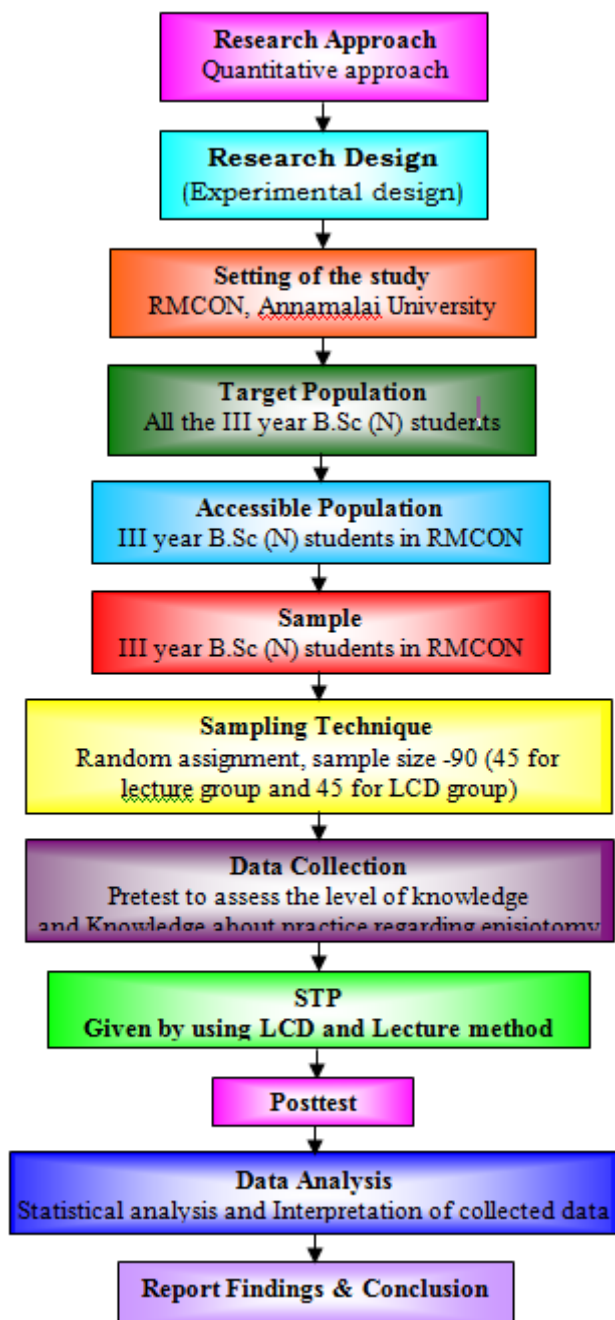 Research Approach
Quantitative approach
Research Design
(Experimental design)
Setting of the study
RMCON, Annamalai University
Target Population
All the III year B.Sc (N) students
Accessible Population
III year B.Sc (N) students in RMCON
Sample
III year B.Sc (N) students in RMCON
Sampling Technique
Random assignment, sample size -90 (45 for
lecture group and 45 for LCD group)
Data Collection
Pretest to assess the level of knowledge
and Knowledge about practice regarding episiotomy
STP
Given by using LCD and Lecture method
Posttest
Data Analysis
Statistical analysis and Interpretation of collected data
Report Findings & Conclusion